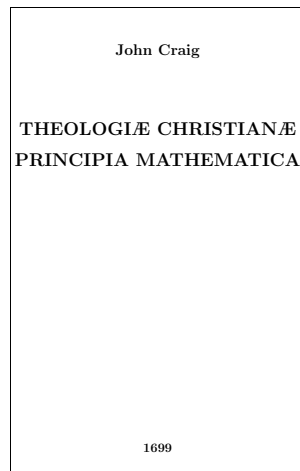 John Craig
THEOLOGIÆ CHRISTIANÆ
PRINCIPIA MATHEMATICA
1699